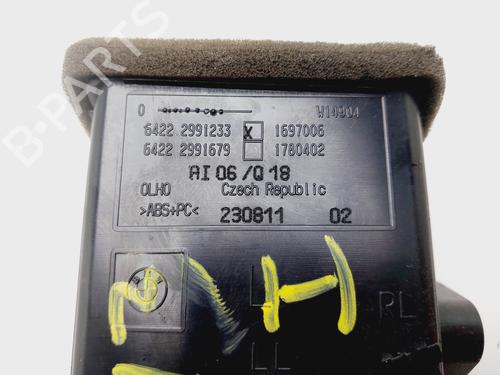 0 W14904
6422 2991233 X 1697006
6422 2991679 1780402
AI 06/Q 18
OLHO Czech Republic
>ABS+PC< 230811 02
L
RL
LL
B-PARTS